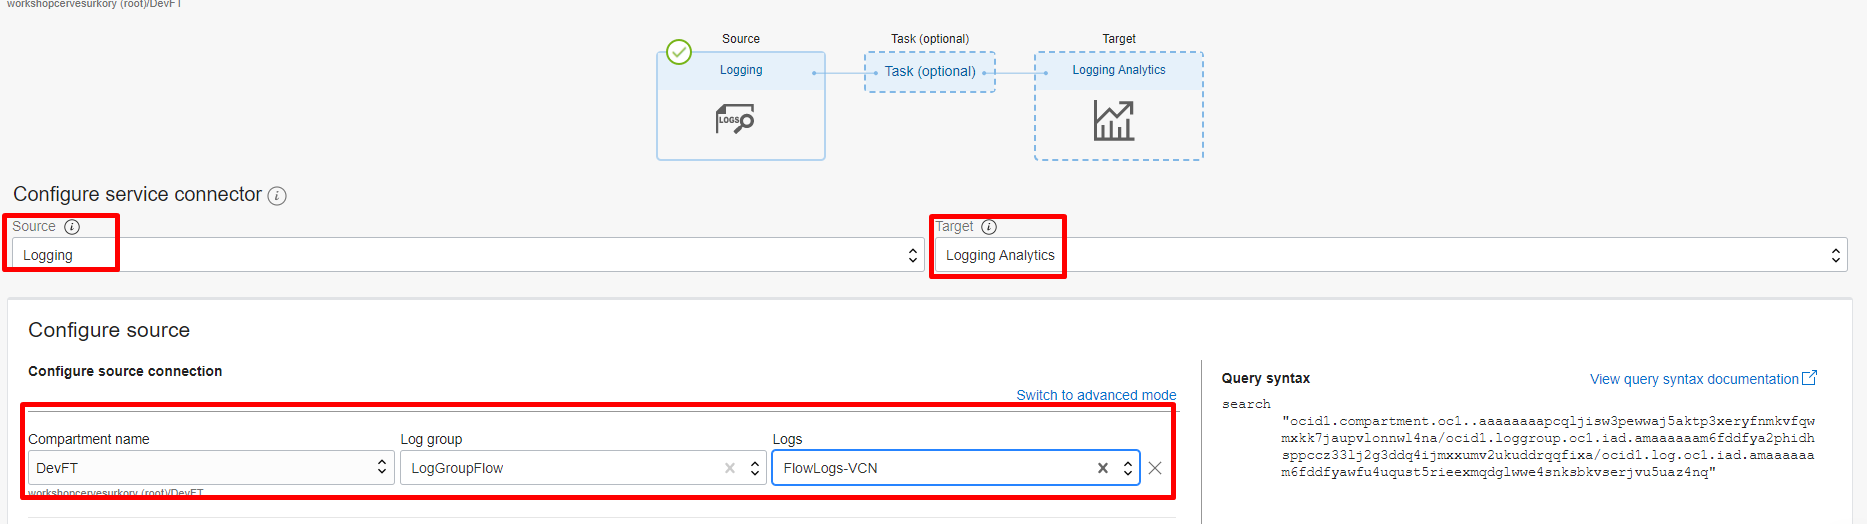 workshopcervesurkory (root)/DevFT
Source
Task (optional)
Target
Logging
Task (optional)
Logging Analytics
LOGS
Configure service connector
Source
Target
Logging
Logging Analytics
Configure source
Configure source connection
Switch to advanced mode
Compartment name
Log group
Logs
DevFT
LogGroupFlow
FlowLogs-VCN
workshopcervesurkory (root)/DevFT
Query syntax
View query syntax documentation
search
"ocid1.compartment.oc1..aaaaaaaapcqljisw3pewwaj5aktp3xeryfnmkvfqw
mxkk7jaupvlonnwl4na/ocid1.loggroup.oc1.iad.amaaaaaam6fddfya2phidh
sppccz33lj2g3ddq4ijmxxumv2ukuddrqqfixa/ocid1.log.oc1.iad.amaaaaaa
m6fddfyawfu4uqust5rieexmqdglwwe4snksbkvserjvu5uaz4nq"